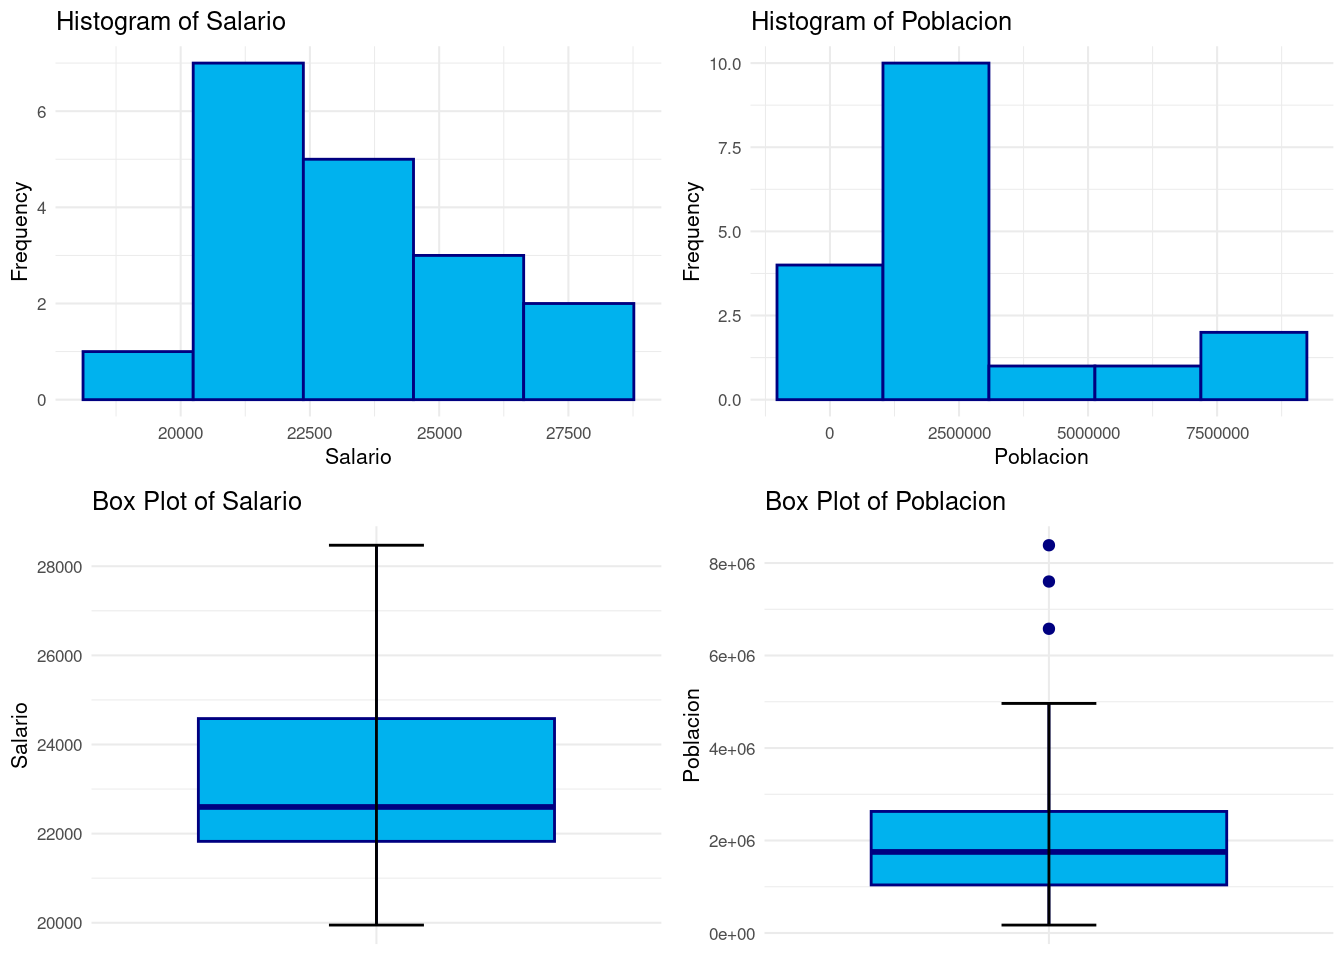 Histogram of Salario
Frequency
6
4
2
0
20000 22500 25000 27500
Salario
Histogram of Poblacion
Frequency
10.0
7.5
5.0
2.5
0.0
0 2500000 5000000 7500000
Poblacion
Box Plot of Salario
Salario
28000
26000
24000
22000
20000
Box Plot of Poblacion
Poblacion
8e+06
6e+06
4e+06
2e+06
0e+00